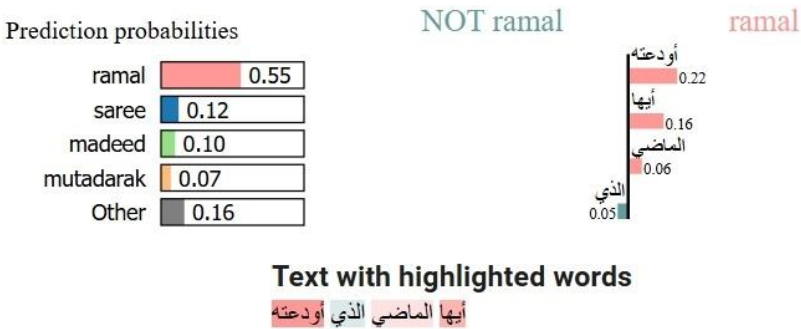 Prediction probabilities
ramal 0.55
saree 0.12
madeed 0.10
mutadarak 0.07
Other 0.16
NOT ramal ramal
أودعته
0.22
أيها
0.16
الماضي
0.06
الذي
0.05
Text with highlighted words
أيها الماضي الذي أودعته